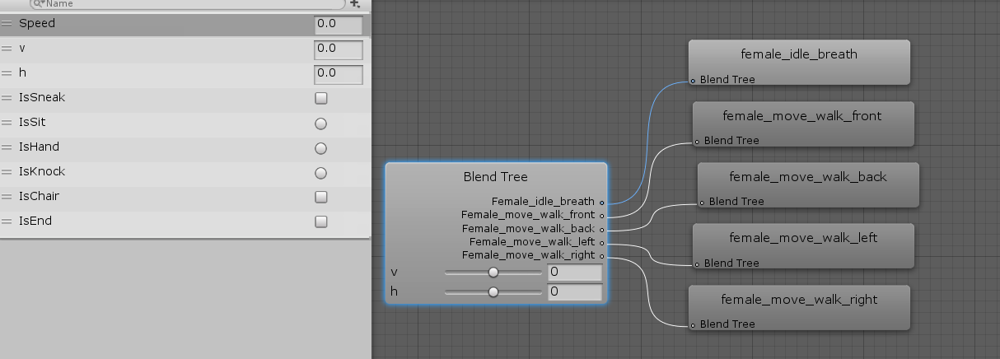 Name
Speed 0.0
v 0.0
h 0.0
IsSneak
IsSit
IsHand
IsKnock
IsChair
IsEnd
Blend Tree
Female_idle_breath
Female_move_walk_front
Female_move_walk_back
Female_move_walk_left
Female_move_walk_right
v 0
h 0
female_idle_breath
Blend Tree
female_move_walk_front
Blend Tree
female_move_walk_back
Blend Tree
female_move_walk_left
Blend Tree
female_move_walk_right
Blend Tree